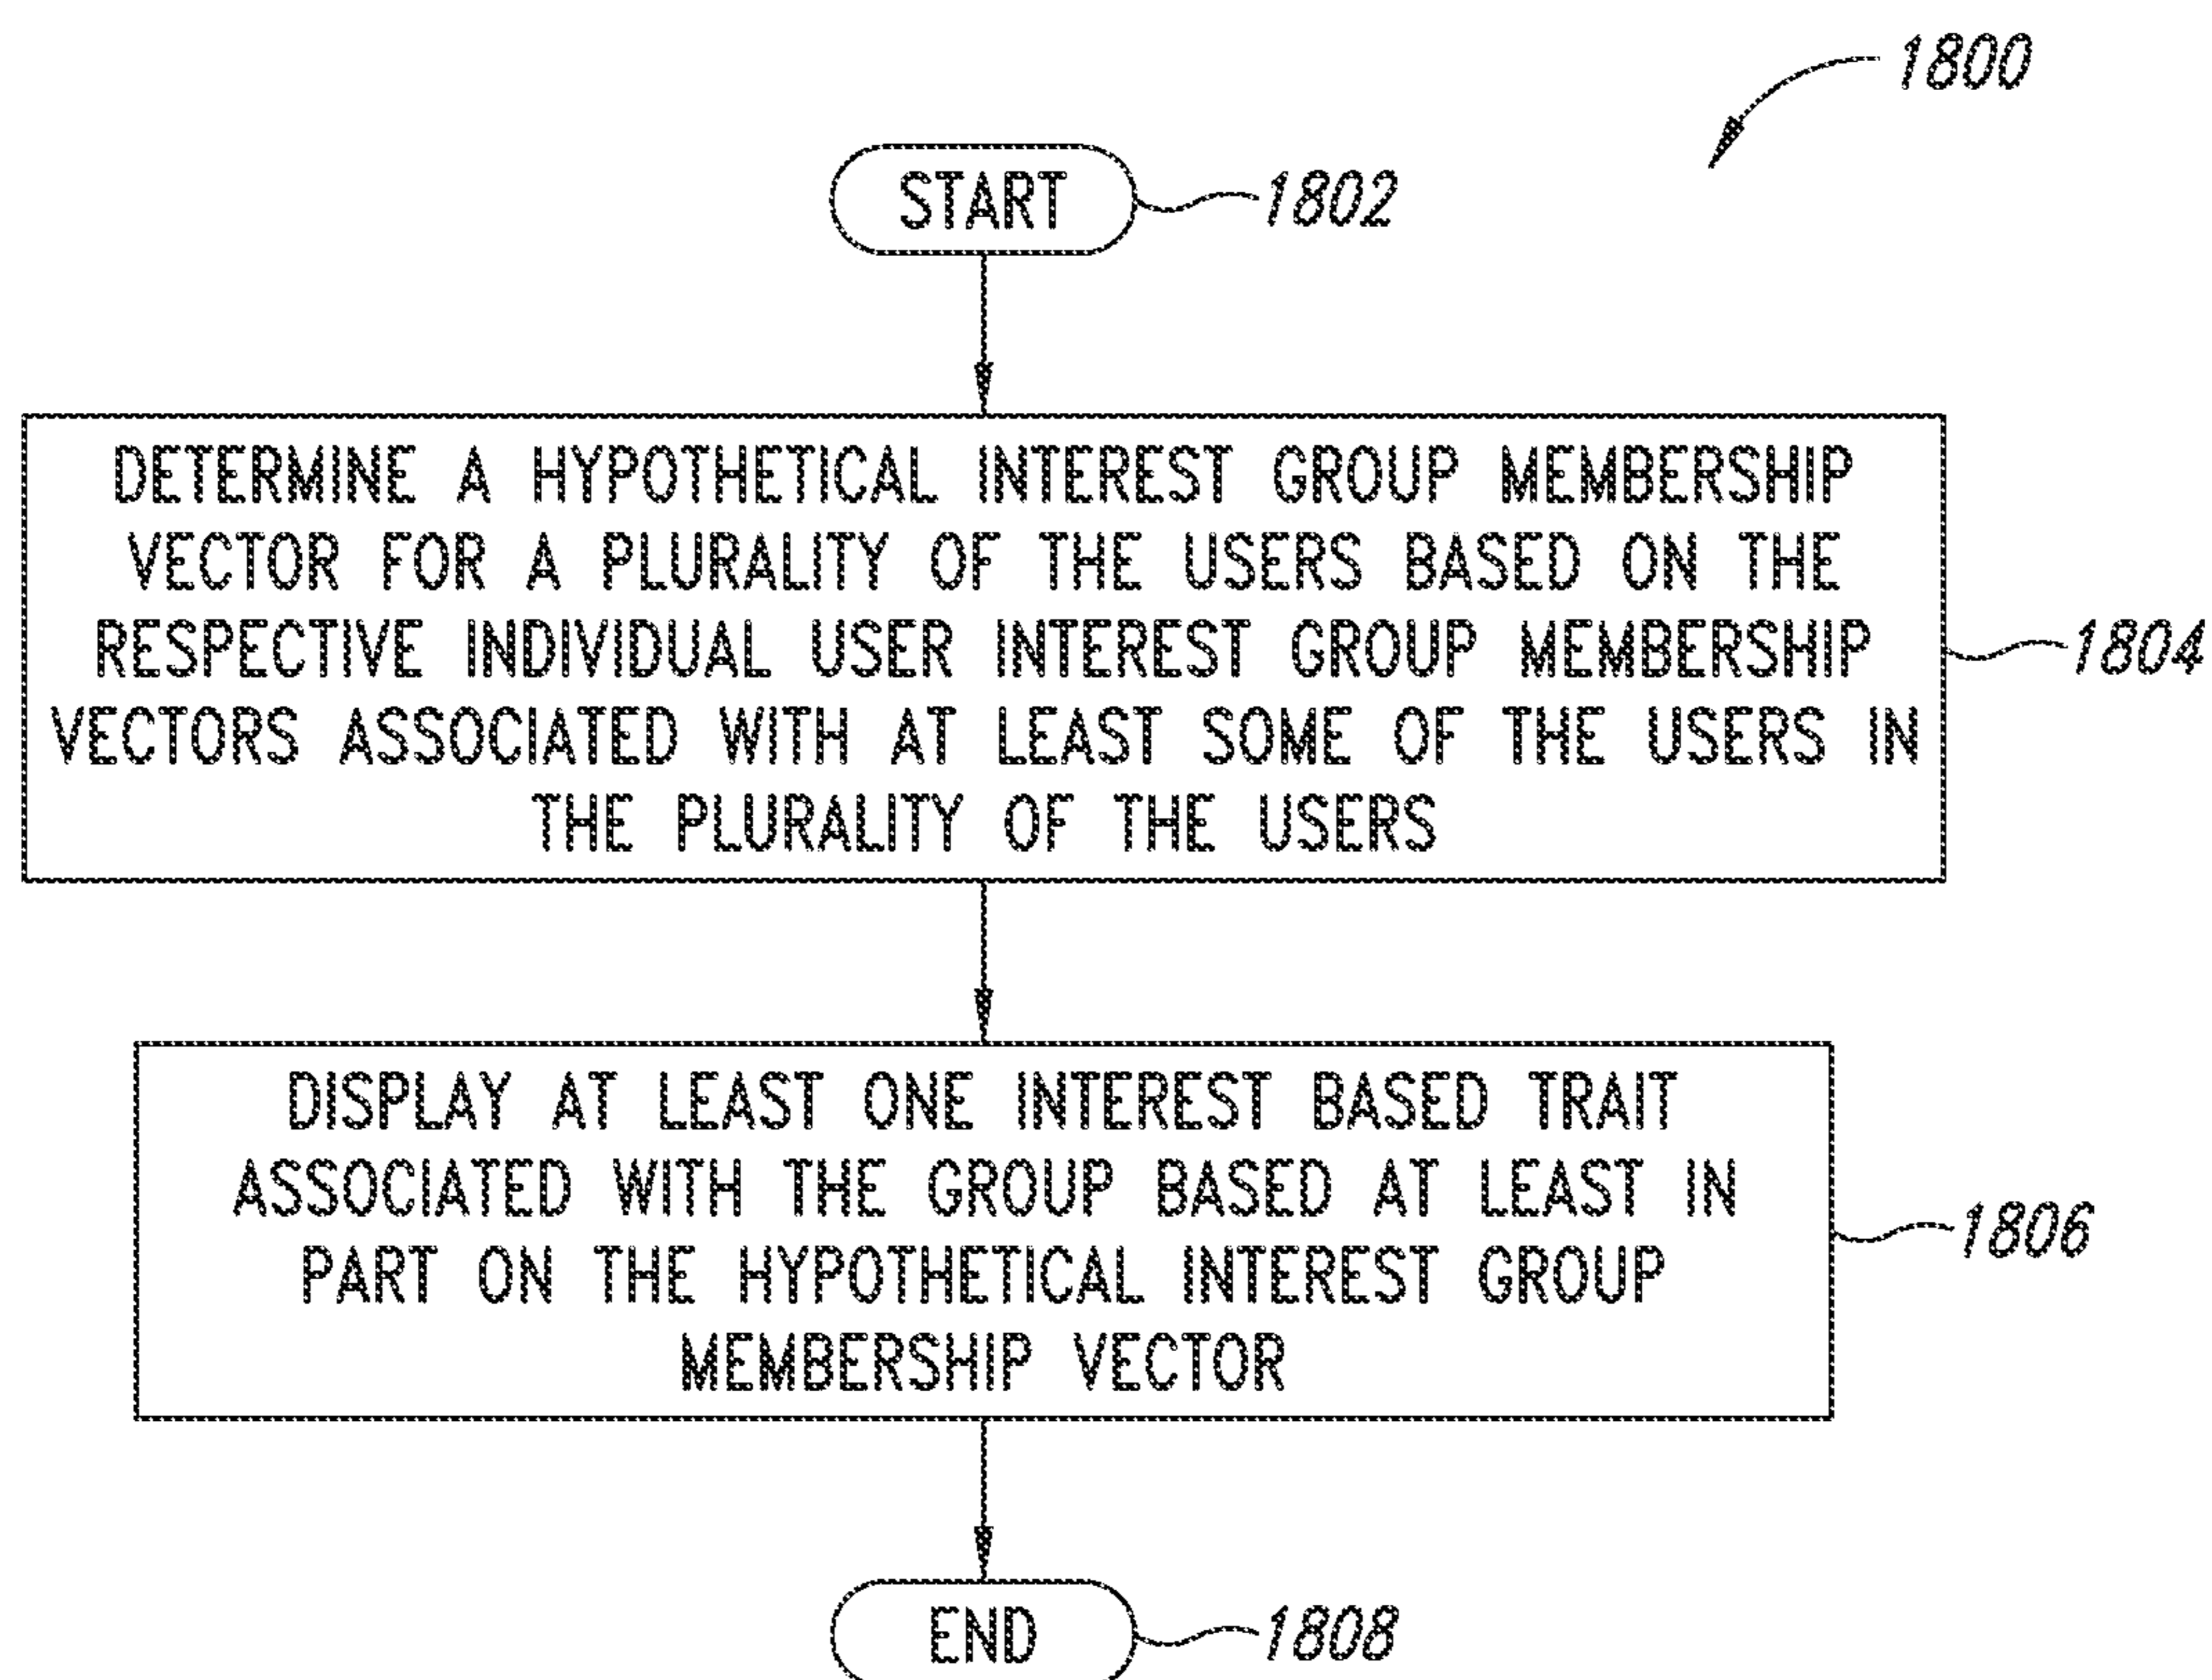 1800
START
1802
DETERMINE A HYPOTHETICAL INTEREST GROUP MEMBERSHIP
VECTOR FOR A PLURALITY OF THE USERS BASED ON THE
RESPECTIVE INDIVIDUAL USER INTEREST GROUP MEMBERSHIP
VECTORS ASSOCIATED WITH AT LEAST SOME OF THE USERS IN
THE PLURALITY OF THE USERS
1804
DISPLAY AT LEAST ONE INTEREST BASED TRAIT
ASSOCIATED WITH THE GROUP BASED AT LEAST IN
PART ON THE HYPOTHETICAL INTEREST GROUP
MEMBERSHIP VECTOR
1806
END
1808